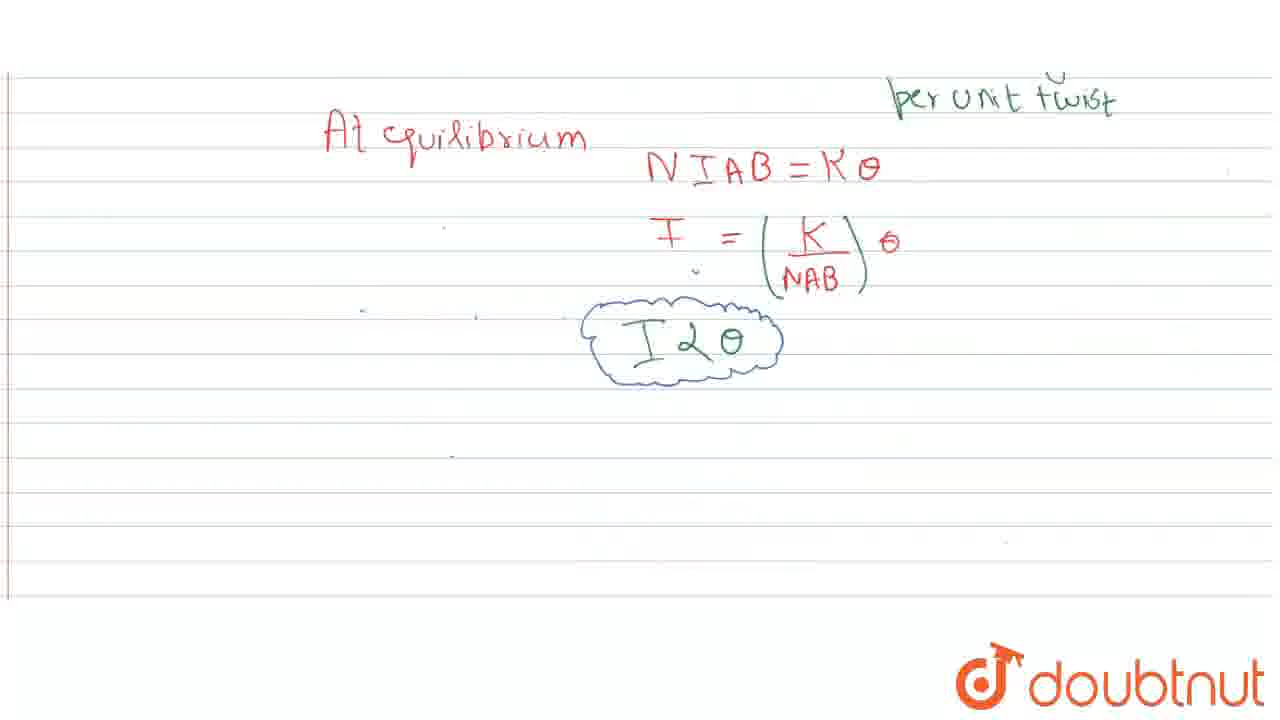 per unit twist
At equilibrium
NIAB = Kθ
I = (K/NAB) θ
I α θ
doubtnut